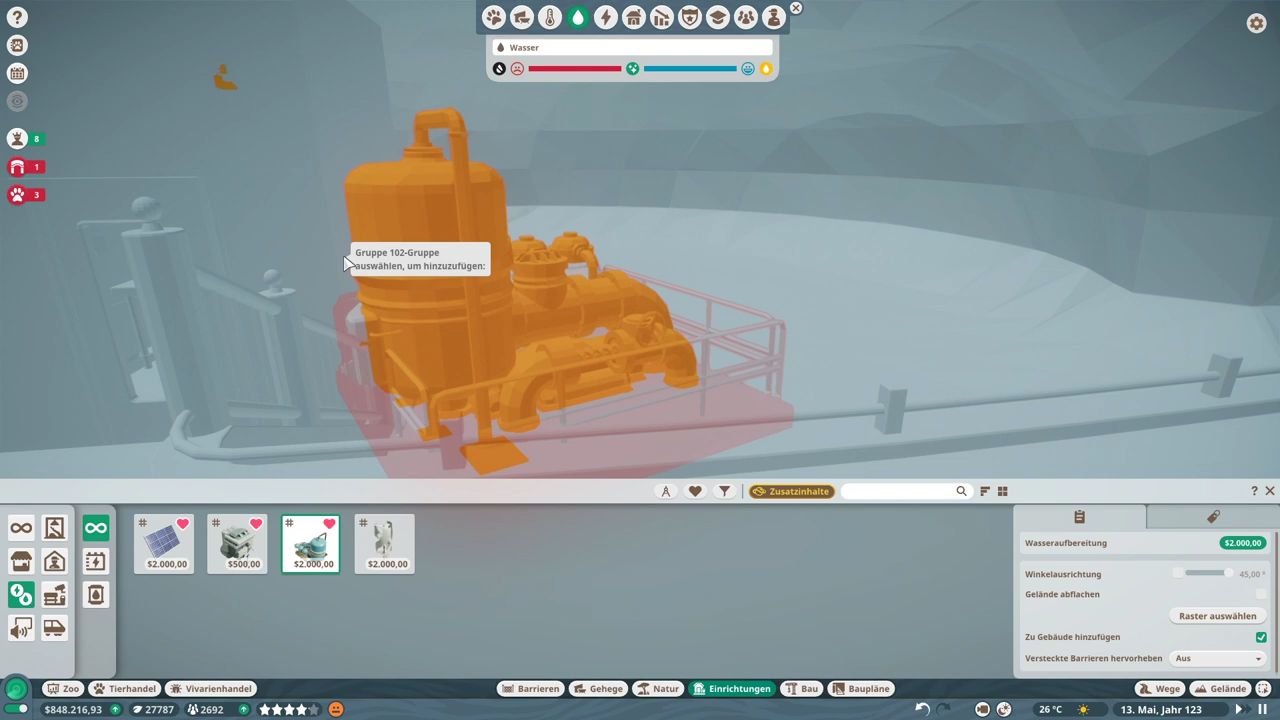 Wasser
8
1
3
Gruppe 102-Gruppe
auswählen, um hinzuzufügen:
Zusatzinhalte
$2.000,00
$500,00
$2.000,00
$2.000,00
Wasseraufbereitung
$2.000,00
Winkelausrichtung
45,00 °
Gelände abflachen
Raster auswählen
Zu Gebäude hinzufügen
Versteckte Barrieren hervorheben
Aus
Zoo
Tierhandel
Vivarienhandel
Barrieren
Gehege
Natur
Einrichtungen
Bau
Baupläne
Wege
Gelände
$848.216,93
27787
2692
26 °C
13. Mai, Jahr 123